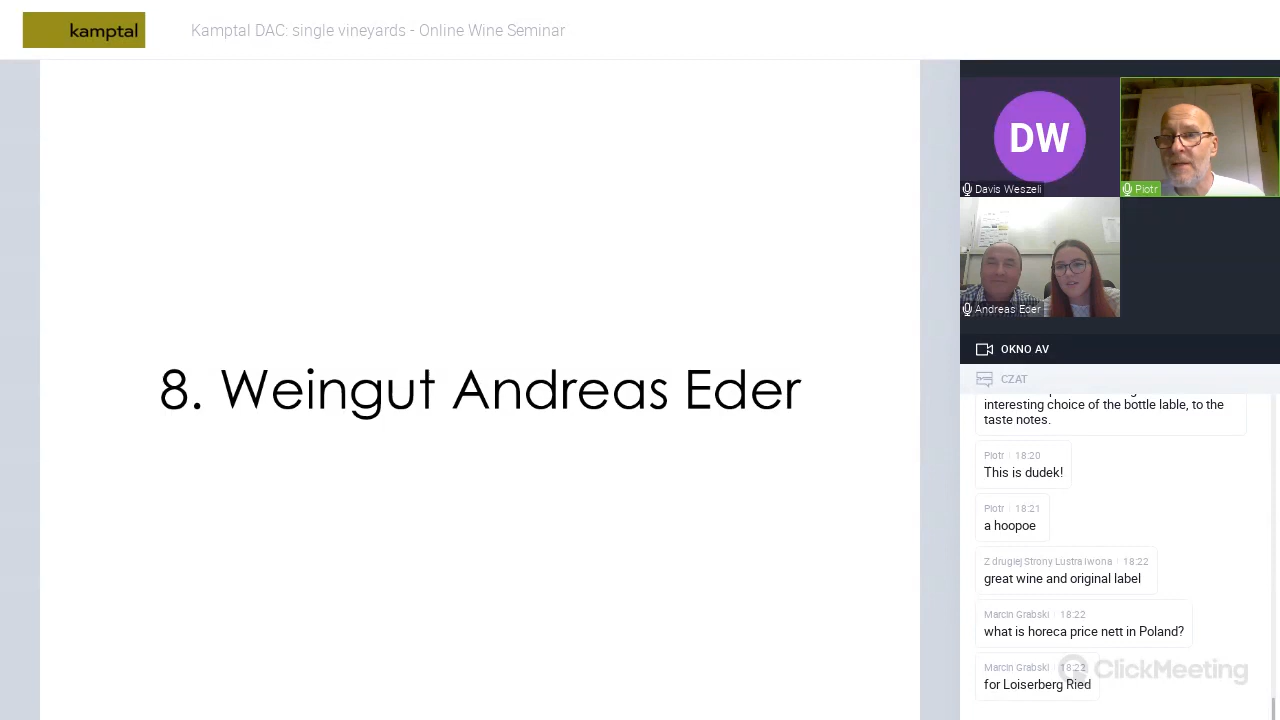 kamptal
Kamptal DAC: single vineyards - Online Wine Seminar
8. Weingut Andreas Eder
DW
Davis Weszeli
Piotr
Andreas Eder
OKNO AV
CZAT
interesting choice of the bottle lable, to the
taste notes.
Piotr 18:20
This is dudek!
Piotr 18:21
a hoopoe
Z drugiej Strony Lustra Iwona 18:22
great wine and original label
Marcin Grabski 18:22
what is horeca price nett in Poland?
Marcin Grabski 18:22
for Loiserberg Ried
ClickMeeting